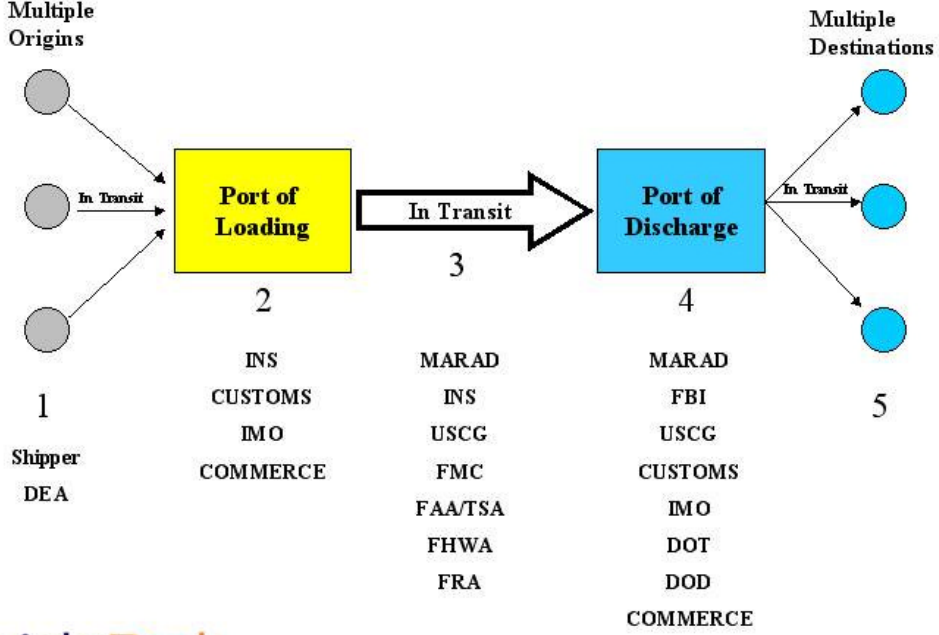 Multiple
Origins
Multiple
Destinations
In Transit
Port of
Loading
In Transit
Port of
Discharge
In Transit
1
2
3
4
5
Shipper
DEA
INS
CUSTOMS
IMO
COMMERCE
MARAD
INS
USCG
FMC
FAA/TSA
FHWA
FRA
MARAD
FBI
USCG
CUSTOMS
IMO
DOT
DOD
COMMERCE